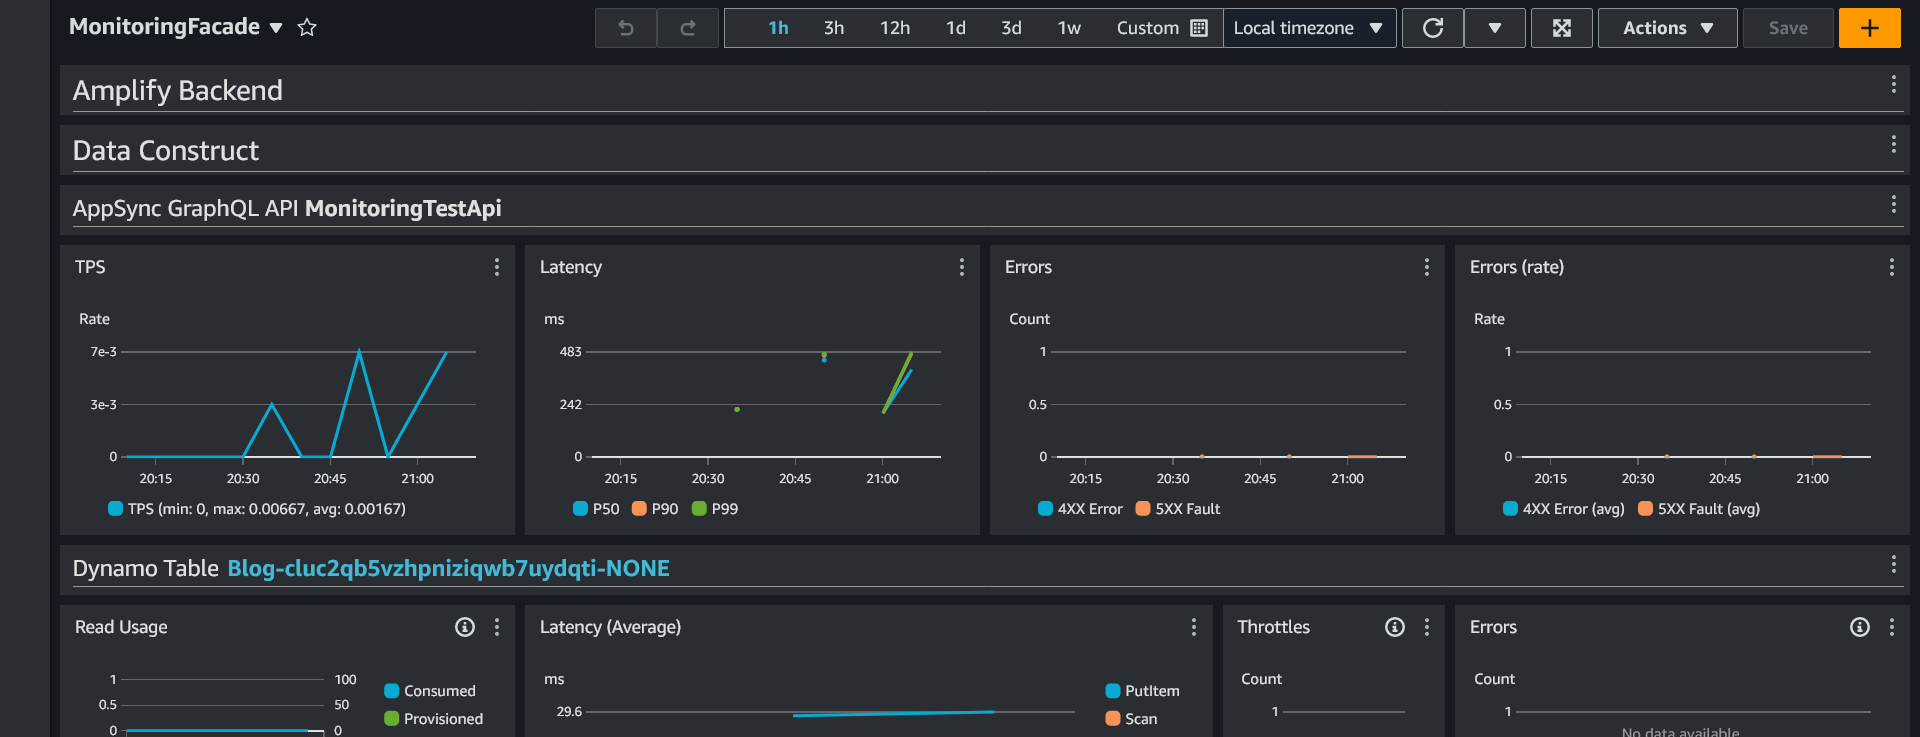 MonitoringFacade
1h 3h 12h 1d 3d 1w Custom Local timezone Actions Save
Amplify Backend
Data Construct
AppSync GraphQL API MonitoringTestApi
TPS
Rate
7e-3
3e-3
0
20:15 20:30 20:45 21:00
TPS (min: 0, max: 0.00667, avg: 0.00167)
Latency
ms
483
242
0
20:15 20:30 20:45 21:00
P50 P90 P99
Errors
Count
1
0.5
0
20:15 20:30 20:45 21:00
4XX Error 5XX Fault
Errors (rate)
Rate
1
0.5
0
20:15 20:30 20:45 21:00
4XX Error (avg) 5XX Fault (avg)
Dynamo Table Blog-cluc2qb5vzhpniziqwb7uydqti-NONE
Read Usage
1 100
0.5 50
0 0
Consumed
Provisioned
Latency (Average)
ms
29.6
PutItem
Scan
Throttles
Count
1
Errors
Count
1
No data available